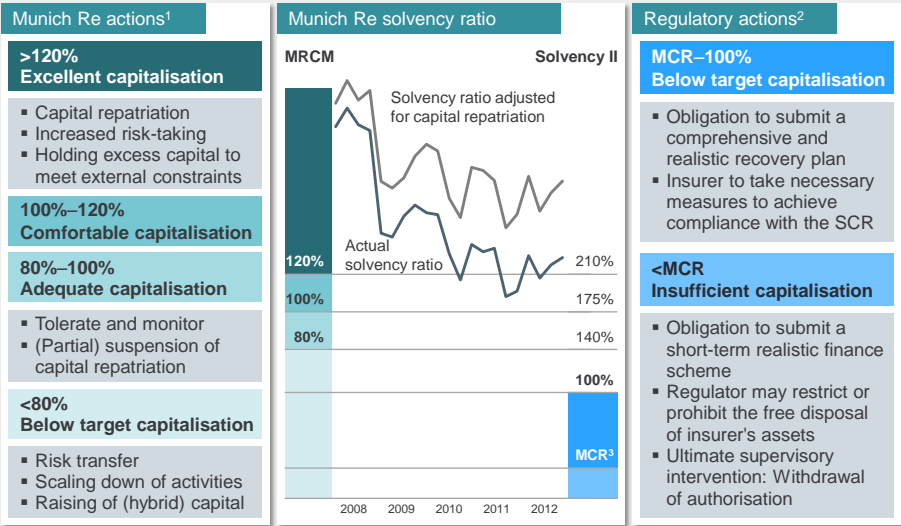 Munich Re actions¹
>120%
Excellent capitalisation
▪ Capital repatriation
▪ Increased risk-taking
▪ Holding excess capital to
meet external constraints
100%–120%
Comfortable capitalisation
80%–100%
Adequate capitalisation
▪ Tolerate and monitor
▪ (Partial) suspension of
capital repatriation
<80%
Below target capitalisation
▪ Risk transfer
▪ Scaling down of activities
▪ Raising of (hybrid) capital
Munich Re solvency ratio
MRCM Solvency II
Solvency ratio adjusted
for capital repatriation
Actual
solvency ratio
120% 210%
100% 175%
80% 140%
100%
MCR³
2008 2009 2010 2011 2012
Regulatory actions²
MCR–100%
Below target capitalisation
▪ Obligation to submit a
comprehensive and
realistic recovery plan
▪ Insurer to take necessary
measures to achieve
compliance with the SCR
<MCR
Insufficient capitalisation
▪ Obligation to submit a
short-term realistic finance
scheme
▪ Regulator may restrict or
prohibit the free disposal
of insurer's assets
▪ Ultimate supervisory
intervention: Withdrawal
of authorisation